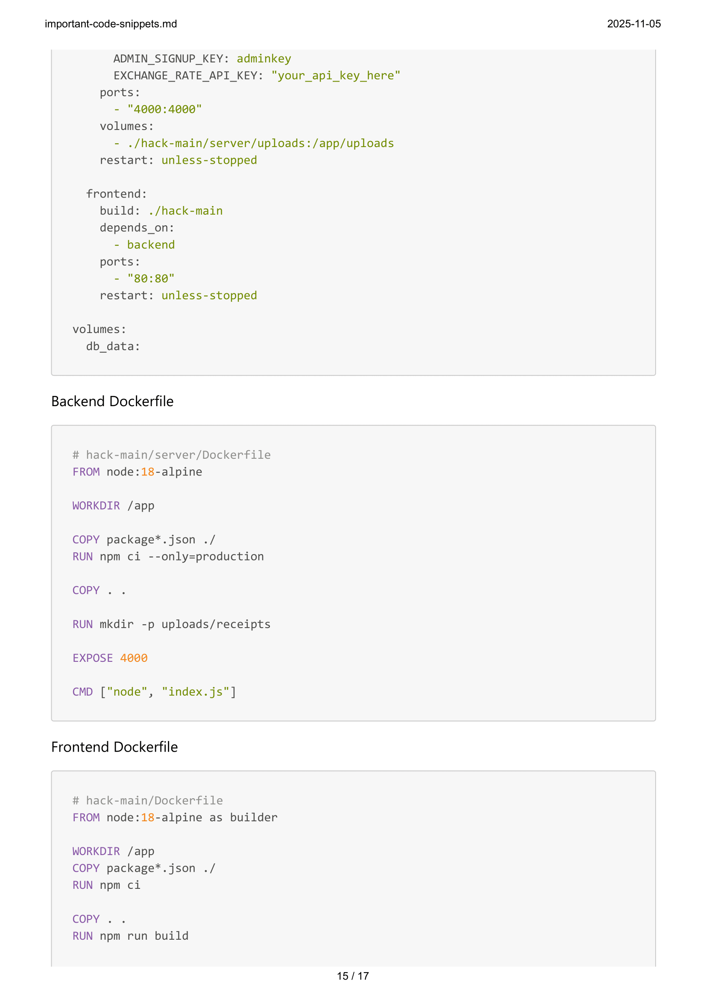 important-code-snippets.md 2025-11-05
      ADMIN_SIGNUP_KEY: adminkey
      EXCHANGE_RATE_API_KEY: "your_api_key_here"
    ports:
      - "4000:4000"
    volumes:
      - ./hack-main/server/uploads:/app/uploads
    restart: unless-stopped

  frontend:
    build: ./hack-main
    depends_on:
      - backend
    ports:
      - "80:80"
    restart: unless-stopped

volumes:
  db_data:

Backend Dockerfile

# hack-main/server/Dockerfile
FROM node:18-alpine

WORKDIR /app

COPY package*.json ./
RUN npm ci --only=production

COPY . .

RUN mkdir -p uploads/receipts

EXPOSE 4000

CMD ["node", "index.js"]

Frontend Dockerfile

# hack-main/Dockerfile
FROM node:18-alpine as builder

WORKDIR /app
COPY package*.json ./
RUN npm ci

COPY . .
RUN npm run build

15 / 17